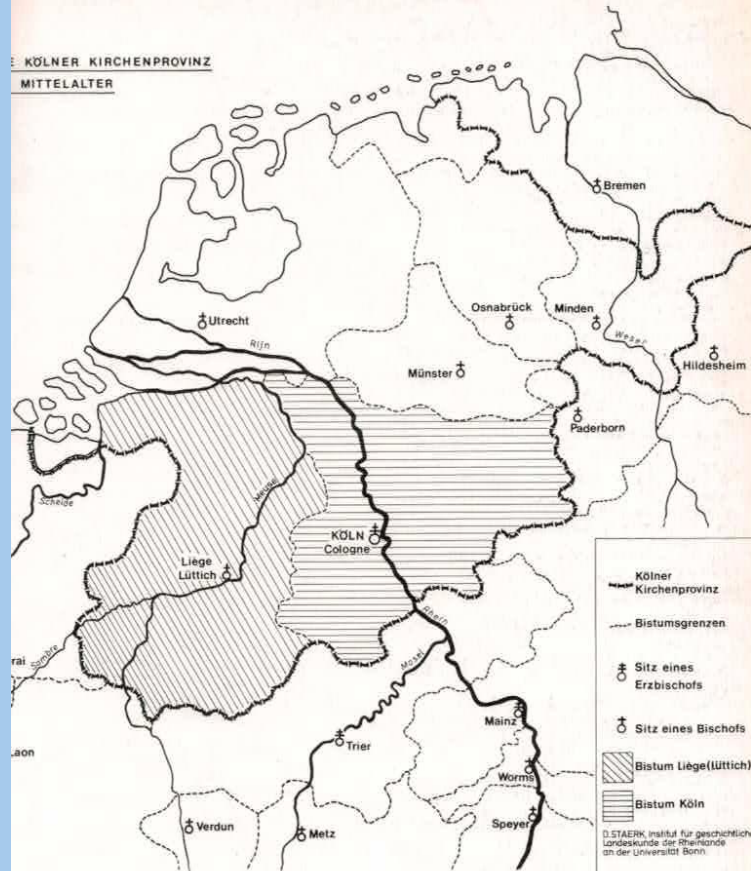 E KÖLNER KIRCHENPROVINZ
MITTELALTER
Bremen
Utrecht
Osnabrück
Minden
Rijn
Weser
Münster
Hildesheim
Paderborn
Schelde
Meuse
KÖLN
Cologne
Liège
Lüttich
Rhein
Mosel
Sambre
rai
Mainz
Trier
Laon
Worms
Verdun
Metz
Speyer
Kölner
Kirchenprovinz
Bistumsgrenzen
Sitz eines
Erzbischofs
Sitz eines Bischofs
Bistum Liège(Lüttich)
Bistum Köln
D.STAERK, Institut für geschichtliche
Landeskunde der Rheinlande
an der Universität Bonn.